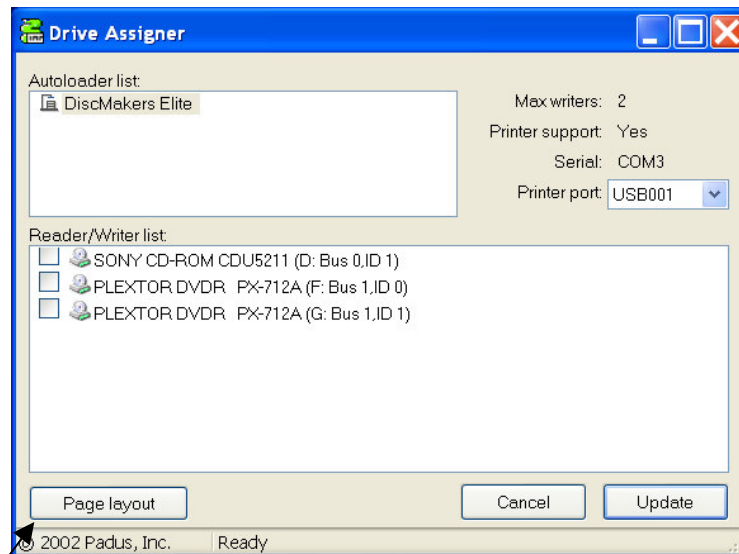 Drive Assigner
Autoloader list:
DiscMakers Elite
Max writers: 2
Printer support: Yes
Serial: COM3
Printer port: USB001
Reader/Writer list:
SONY CD-ROM CDU5211 (D: Bus 0,ID 1)
PLEXTOR DVDR PX-712A (F: Bus 1,ID 0)
PLEXTOR DVDR PX-712A (G: Bus 1,ID 1)
Page layout
Cancel
Update
© 2002 Padus, Inc. Ready